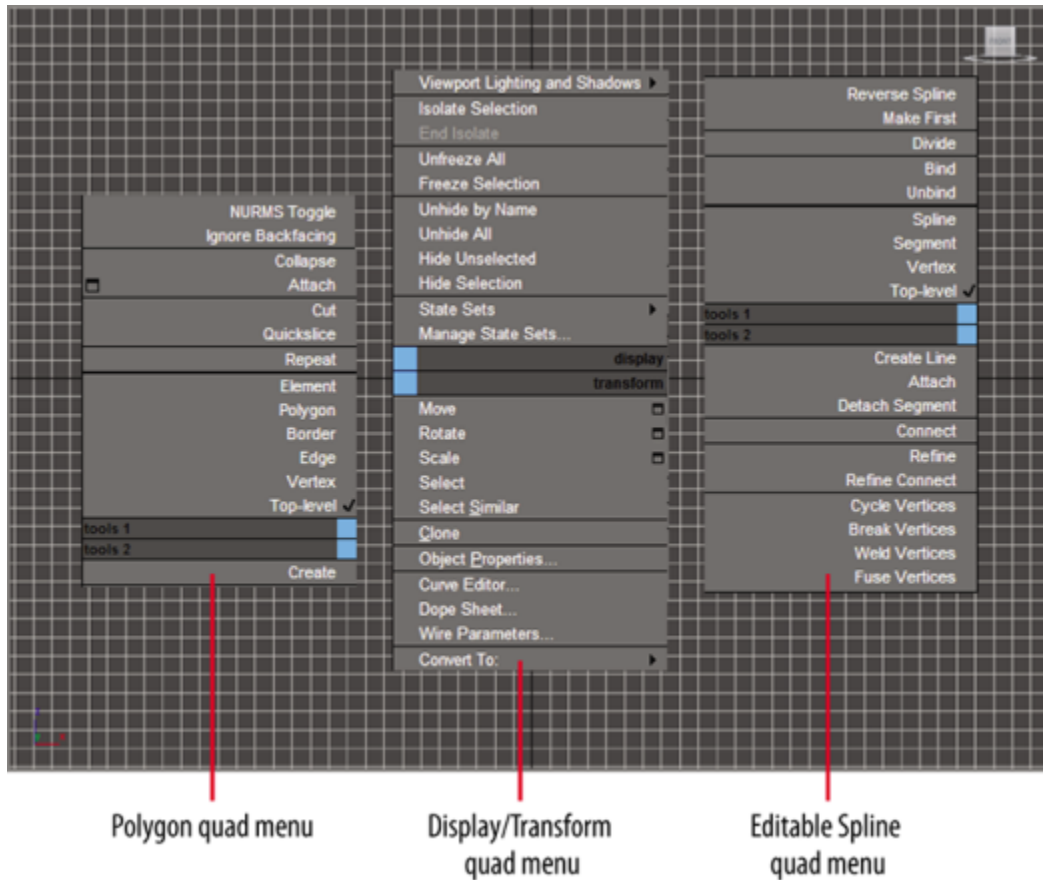 NURMS Toggle
Ignore Backfacing
Collapse
Attach
Cut
Quickslice
Repeat
Element
Polygon
Border
Edge
Vertex
Top-level
tools 1
tools 2
Create
Viewport Lighting and Shadows
Isolate Selection
End Isolate
Unfreeze All
Freeze Selection
Unhide by Name
Unhide All
Hide Unselected
Hide Selection
State Sets
Manage State Sets...
display
transform
Move
Rotate
Scale
Select
Select Similar
Clone
Object Properties...
Curve Editor...
Dope Sheet...
Wire Parameters...
Convert To:
Reverse Spline
Make First
Divide
Bind
Unbind
Spline
Segment
Vertex
Top-level
tools 1
tools 2
Create Line
Attach
Detach Segment
Connect
Refine
Refine Connect
Cycle Vertices
Break Vertices
Weld Vertices
Fuse Vertices
Polygon quad menu
Display/Transform
quad menu
Editable Spline
quad menu